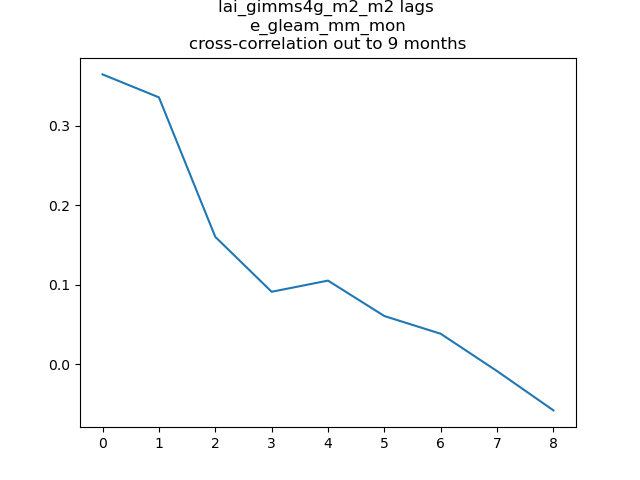 lai_gimms4g_m2_m2 lags
e_gleam_mm_mon
cross-correlation out to 9 months
0.3
0.2
0.1
0.0
0 1 2 3 4 5 6 7 8